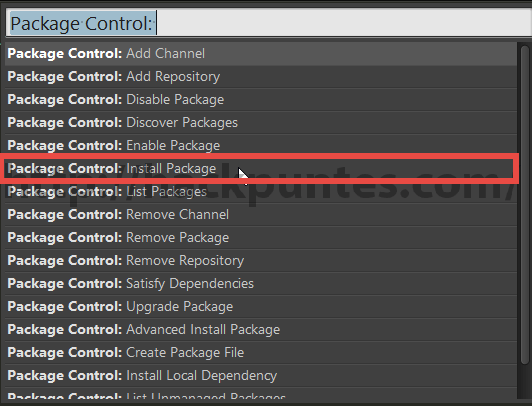 Package Control:
Package Control: Add Channel
Package Control: Add Repository
Package Control: Disable Package
Package Control: Discover Packages
Package Control: Enable Package
Package Control: Install Package
Package Control: List Packages
Package Control: Remove Channel
Package Control: Remove Package
Package Control: Remove Repository
Package Control: Satisfy Dependencies
Package Control: Upgrade Package
Package Control: Advanced Install Package
Package Control: Create Package File
Package Control: Install Local Dependency
Package Control: List Unmanaged Packages